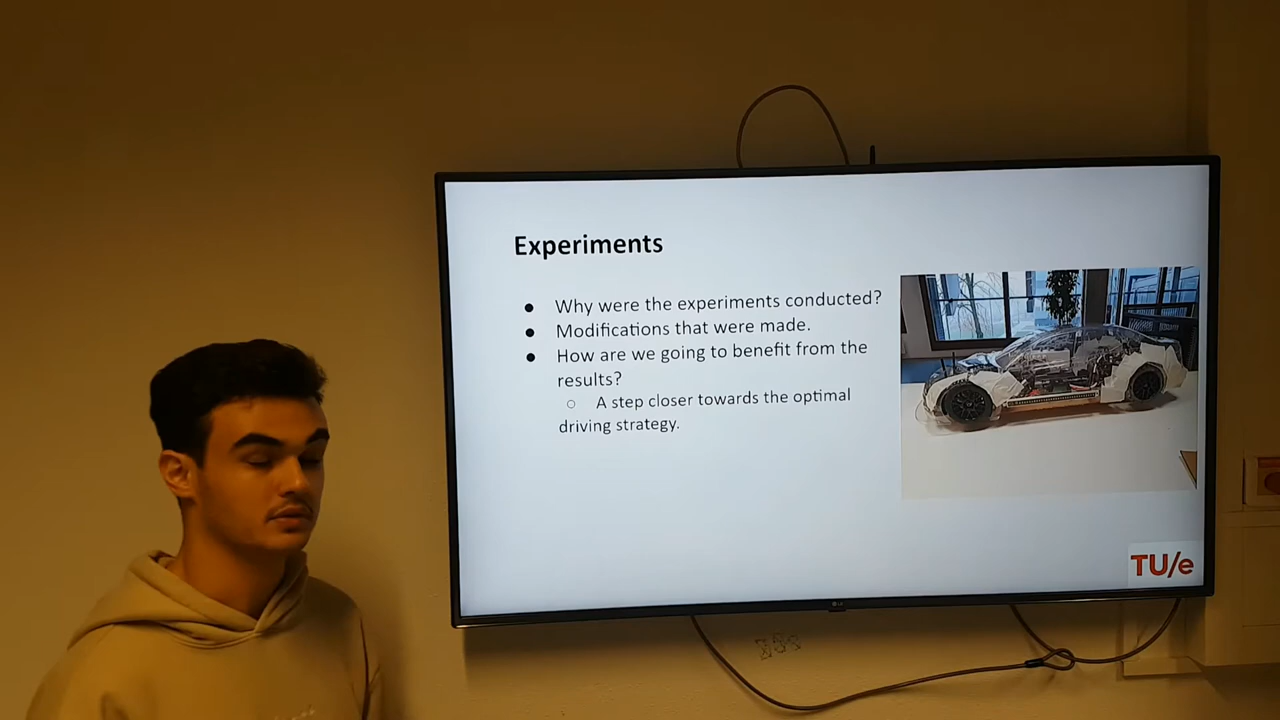 Experiments
● Why were the experiments conducted?
● Modifications that were made.
● How are we going to benefit from the
results?
○ A step closer towards the optimal
driving strategy.
TU/e
LG